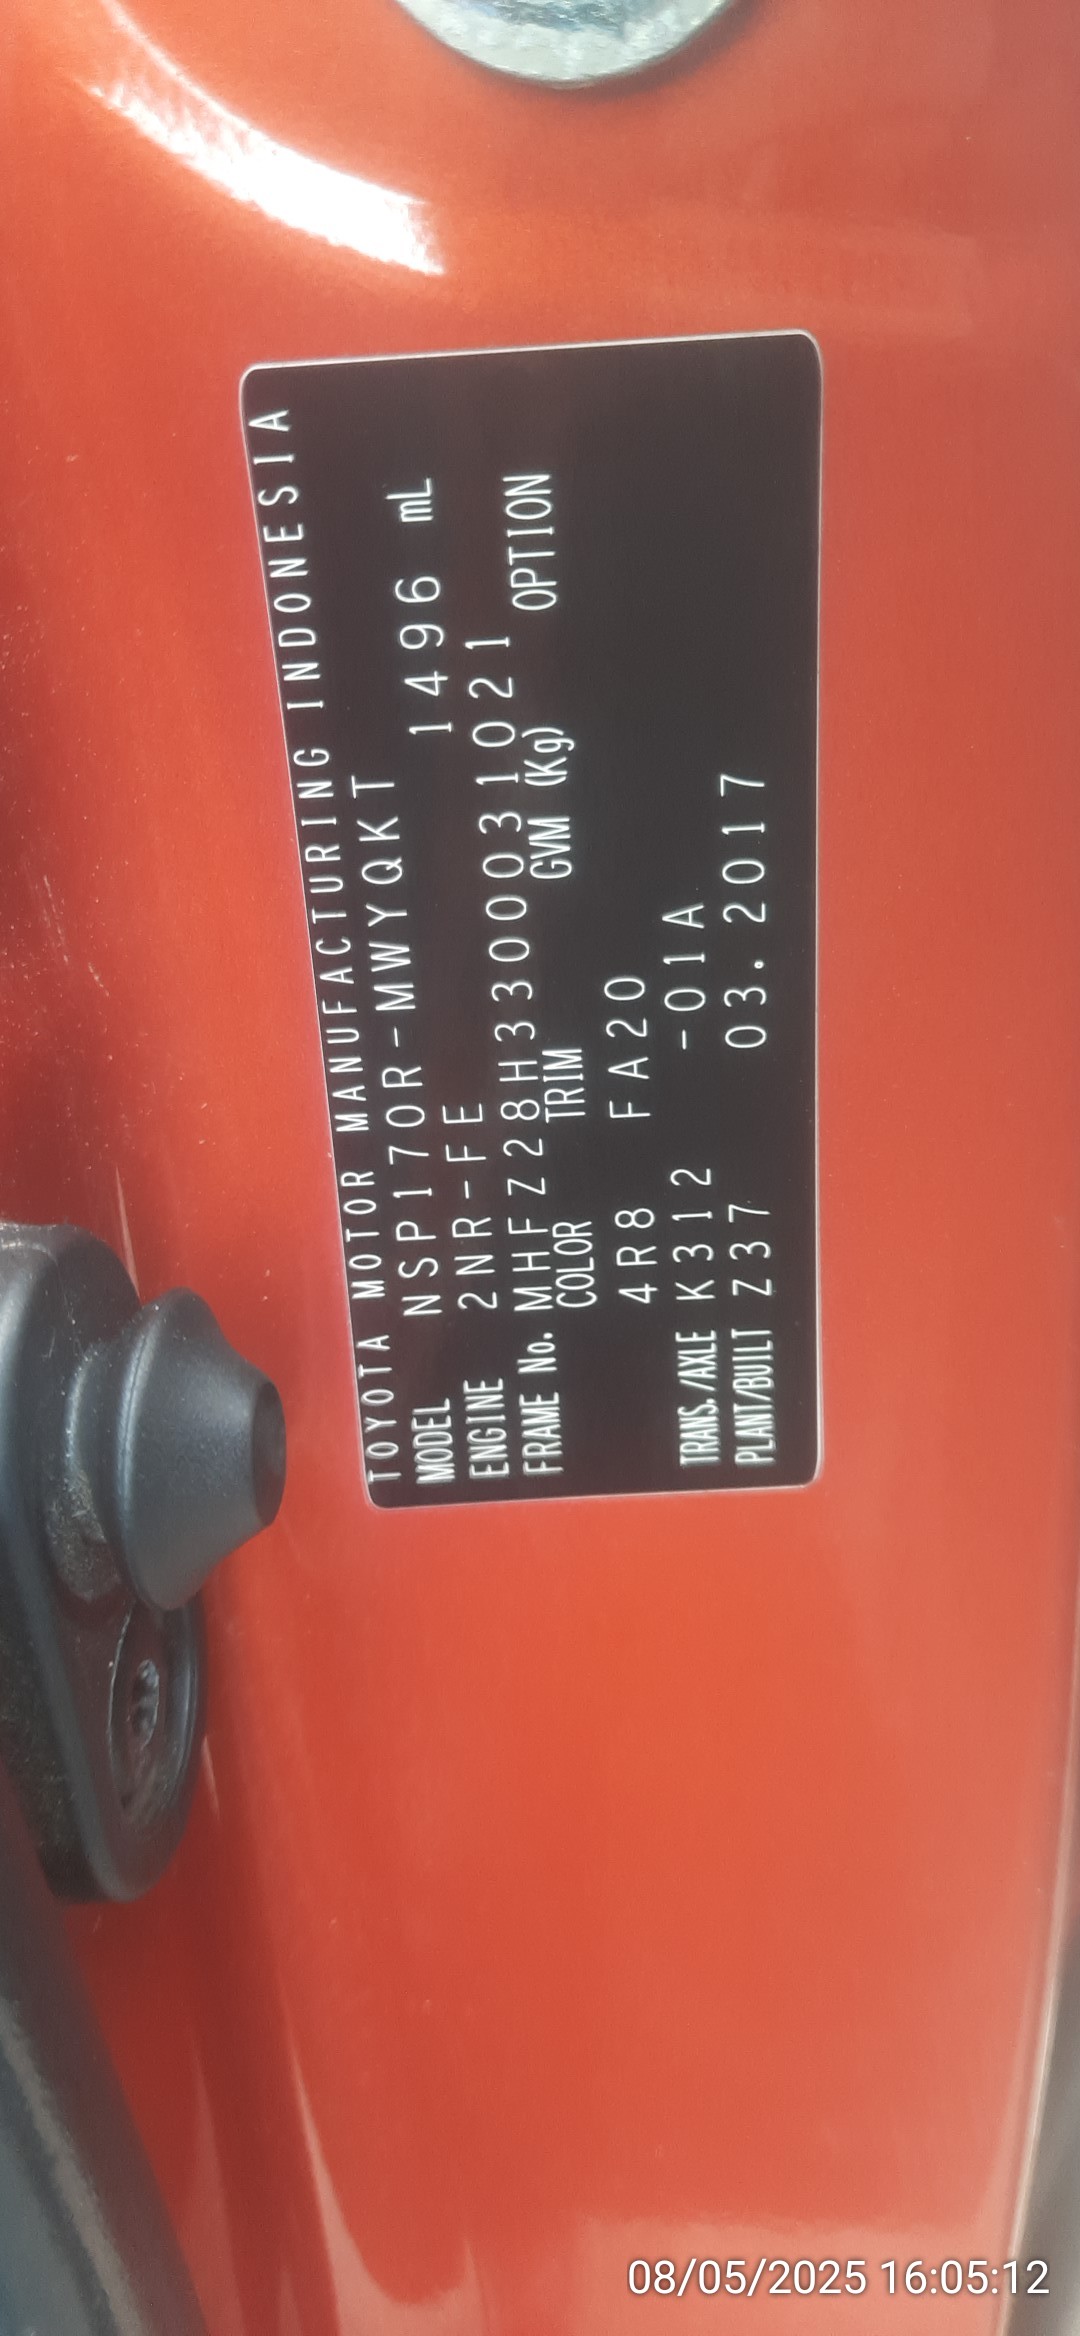 TOYOTA MOTOR MANUFACTURING INDONESIA
MODEL NSP170R-MWYQKT
ENGINE 2NR-FE 1496 mL
FRAME No. MHFZ28H3300031021
COLOR TRIM GVM (Kg) OPTION
4R8 FA20
TRANS./AXLE K312 -01A
PLANT/BUILT Z37 03.2017
08/05/2025 16:05:12